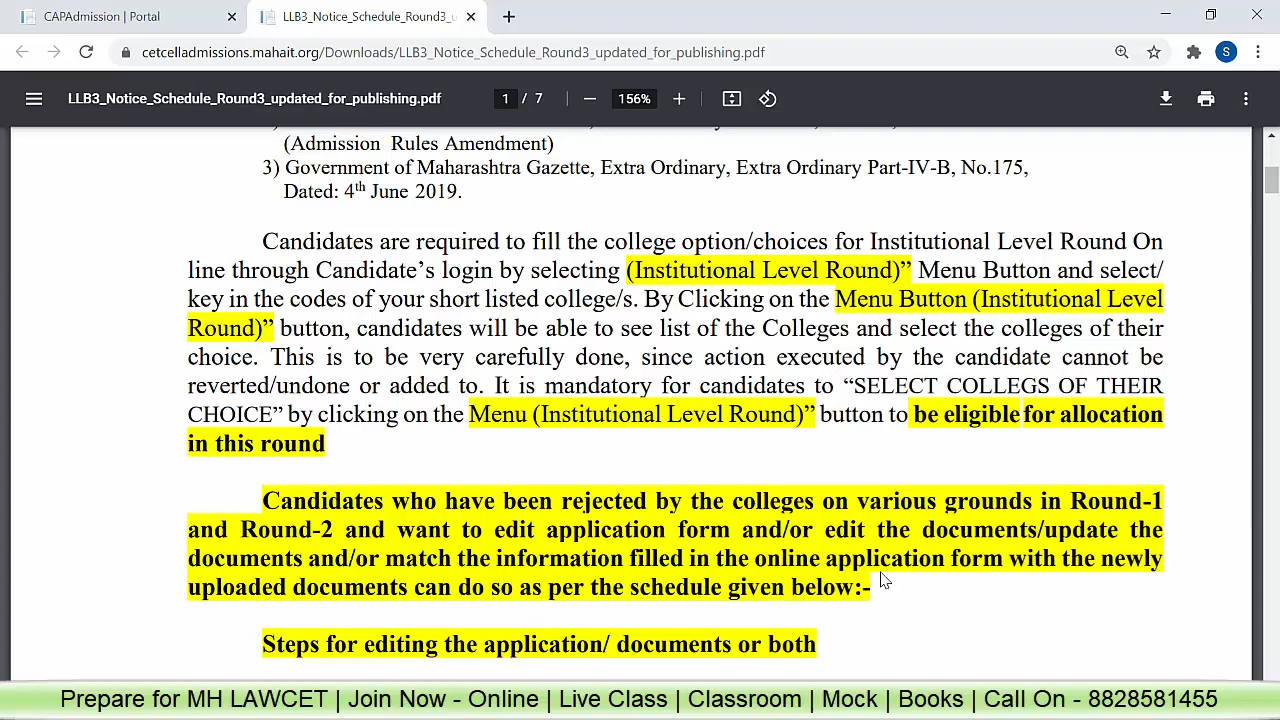 CAPAdmission | Portal
LLB3_Notice_Schedule_Round3_u
cetcelladmissions.mahait.org/Downloads/LLB3_Notice_Schedule_Round3_updated_for_publishing.pdf
S
LLB3_Notice_Schedule_Round3_updated_for_publishing.pdf
1 / 7
156%
(Admission Rules Amendment)
3) Government of Maharashtra Gazette, Extra Ordinary, Extra Ordinary Part-IV-B, No.175,
Dated: 4th June 2019.
Candidates are required to fill the college option/choices for Institutional Level Round On
line through Candidate’s login by selecting (Institutional Level Round)” Menu Button and select/
key in the codes of your short listed college/s. By Clicking on the Menu Button (Institutional Level
Round)” button, candidates will be able to see list of the Colleges and select the colleges of their
choice. This is to be very carefully done, since action executed by the candidate cannot be
reverted/undone or added to. It is mandatory for candidates to “SELECT COLLEGS OF THEIR
CHOICE” by clicking on the Menu (Institutional Level Round)” button to be eligible for allocation
in this round
Candidates who have been rejected by the colleges on various grounds in Round-1
and Round-2 and want to edit application form and/or edit the documents/update the
documents and/or match the information filled in the online application form with the newly
uploaded documents can do so as per the schedule given below:-
Steps for editing the application/ documents or both
Prepare for MH LAWCET | Join Now - Online | Live Class | Classroom | Mock | Books | Call On - 8828581455